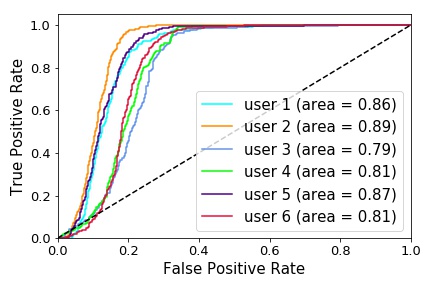 True Positive Rate
1.0
0.8
0.6
0.4
0.2
0.0
user 1 (area = 0.86)
user 2 (area = 0.89)
user 3 (area = 0.79)
user 4 (area = 0.81)
user 5 (area = 0.87)
user 6 (area = 0.81)
0.0 0.2 0.4 0.6 0.8 1.0
False Positive Rate